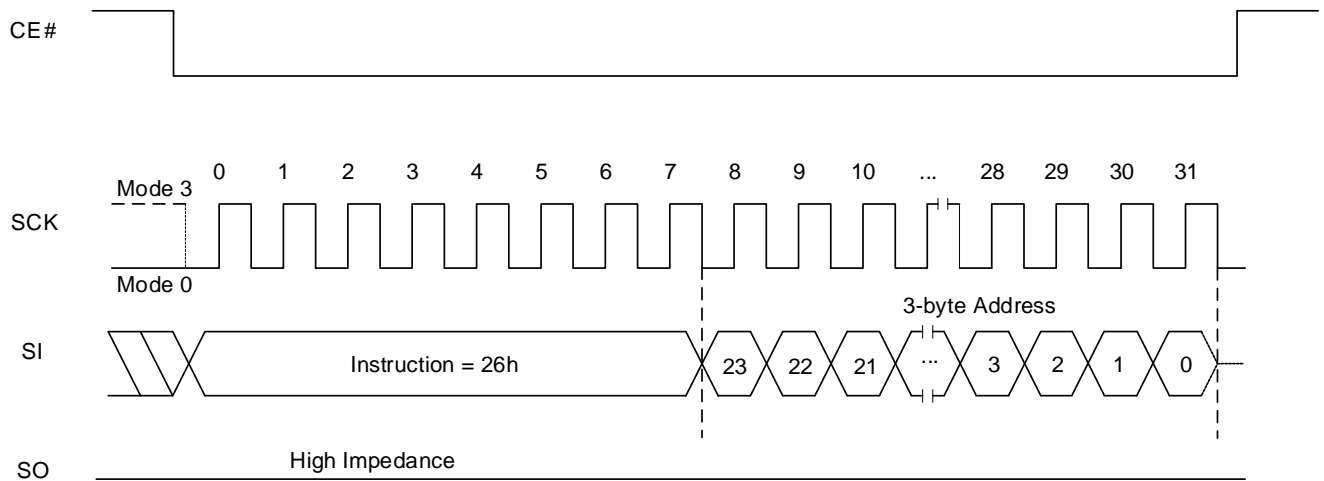 CE#
0 1 2 3 4 5 6 7 8 9 10 ... 28 29 30 31
Mode 3
SCK
Mode 0
3-byte Address
SI
Instruction = 26h
23 22 21 ... 3 2 1 0
High Impedance
SO